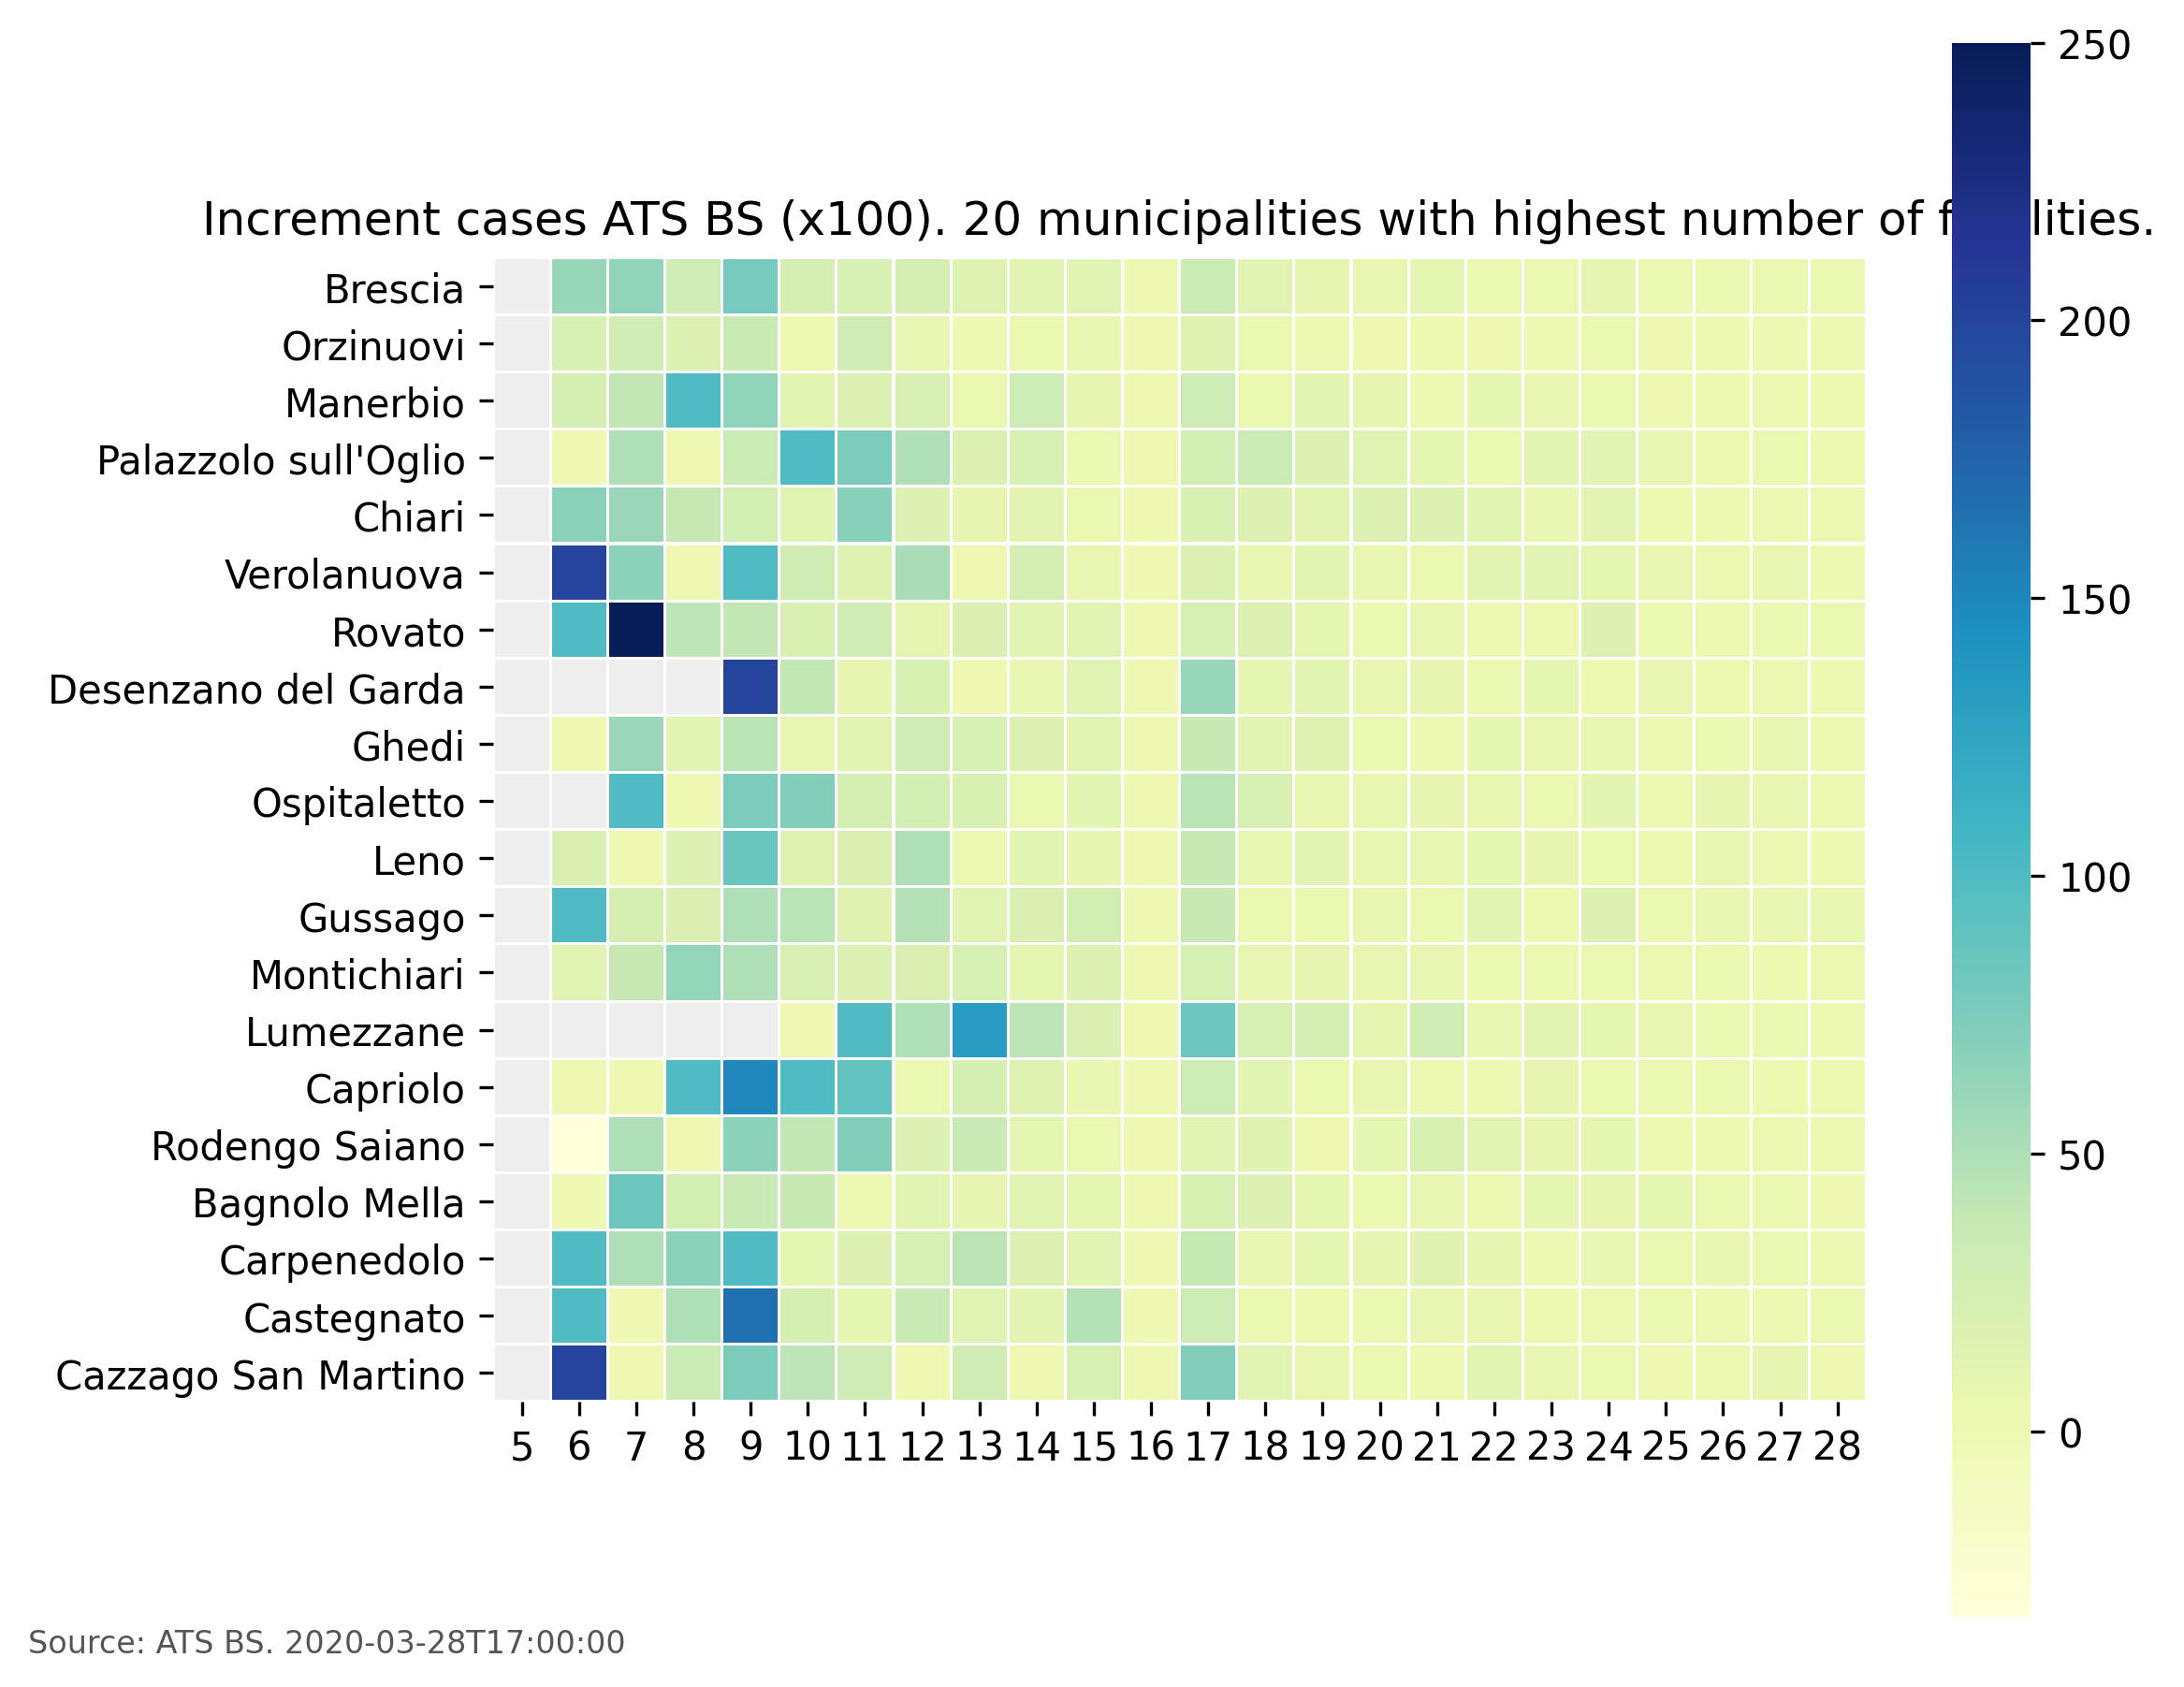 Increment cases ATS BS (x100). 20 municipalities with highest number of f lities.
250
200
150
100
50
0
Brescia
Orzinuovi
Manerbio
Palazzolo sull'Oglio
Chiari
Verolanuova
Rovato
Desenzano del Garda
Ghedi
Ospitaletto
Leno
Gussago
Montichiari
Lumezzane
Capriolo
Rodengo Saiano
Bagnolo Mella
Carpenedolo
Castegnato
Cazzago San Martino
5 6 7 8 9 10 11 12 13 14 15 16 17 18 19 20 21 22 23 24 25 26 27 28
Source: ATS BS. 2020-03-28T17:00:00